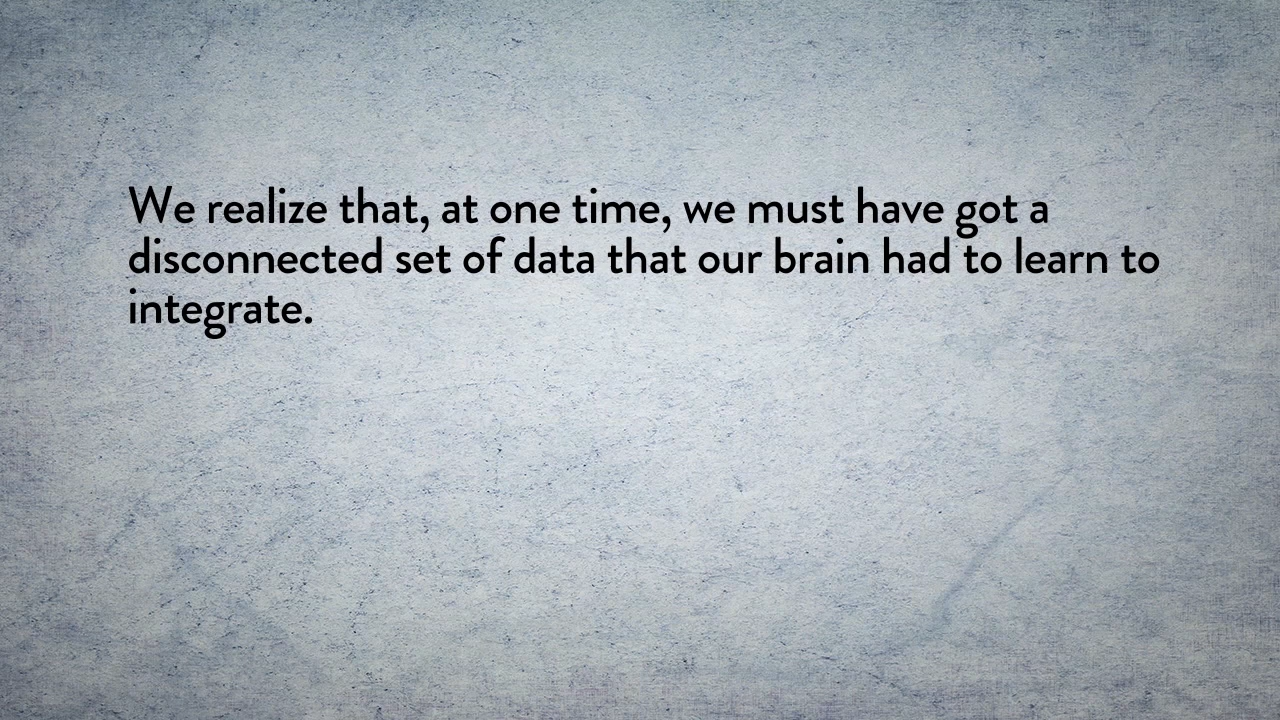 We realize that, at one time, we must have got a
disconnected set of data that our brain had to learn to
integrate.